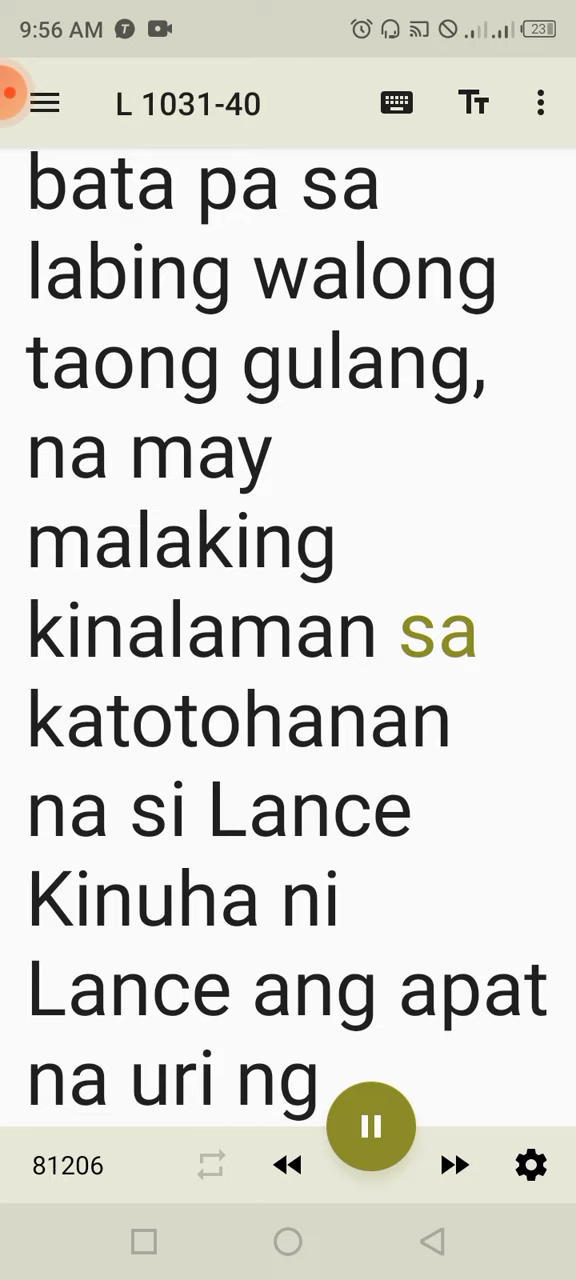 9:56 AM
23
L 1031-40
bata pa sa
labing walong
taong gulang,
na may
malaking
kinalaman sa
katotohanan
na si Lance
Kinuha ni
Lance ang apat
na uri ng
81206